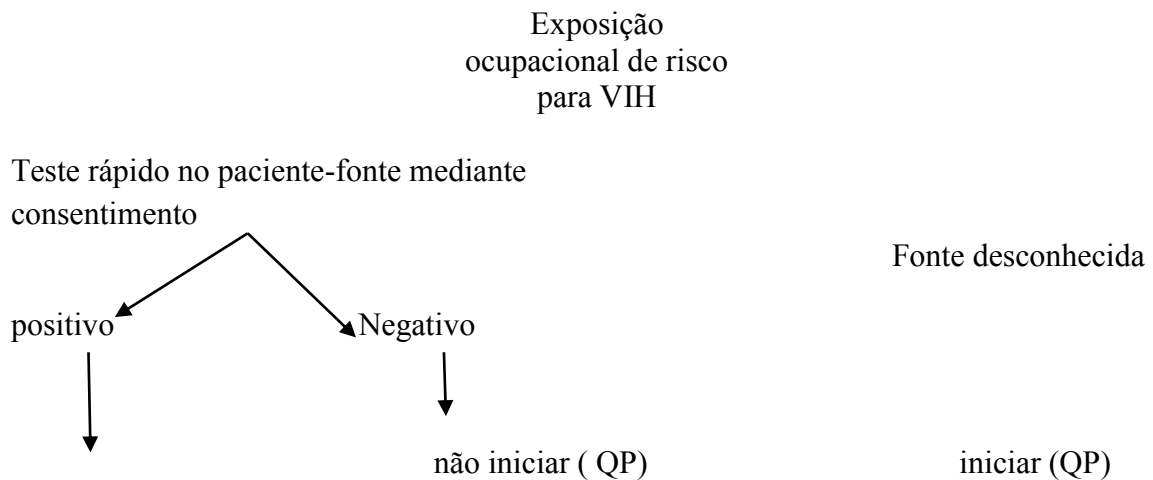 Exposição
ocupacional de risco
para VIH
Teste rápido no paciente-fonte mediante
consentimento
Fonte desconhecida
positivo
Negativo
não iniciar ( QP)
iniciar (QP)